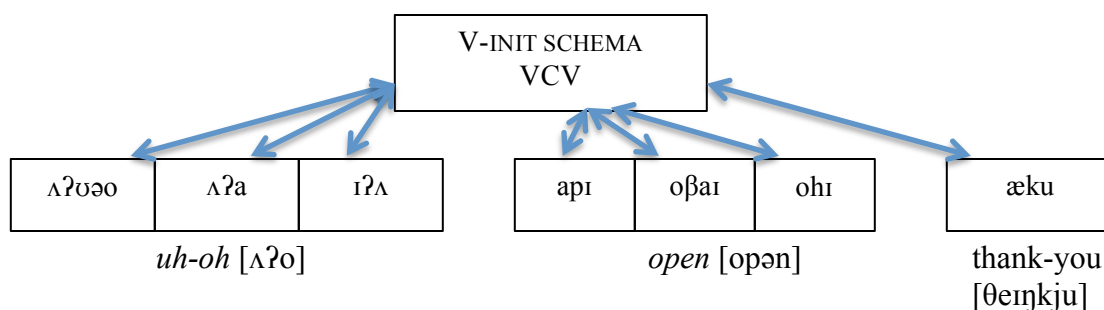 V-INIT SCHEMA
VCV
ʌʔʊəo ʌʔa ɪʔʌ apɪ oβaɪ ohɪ æku
uh-oh [ʌʔo] open [opən] thank-you
[θeɪŋkju]